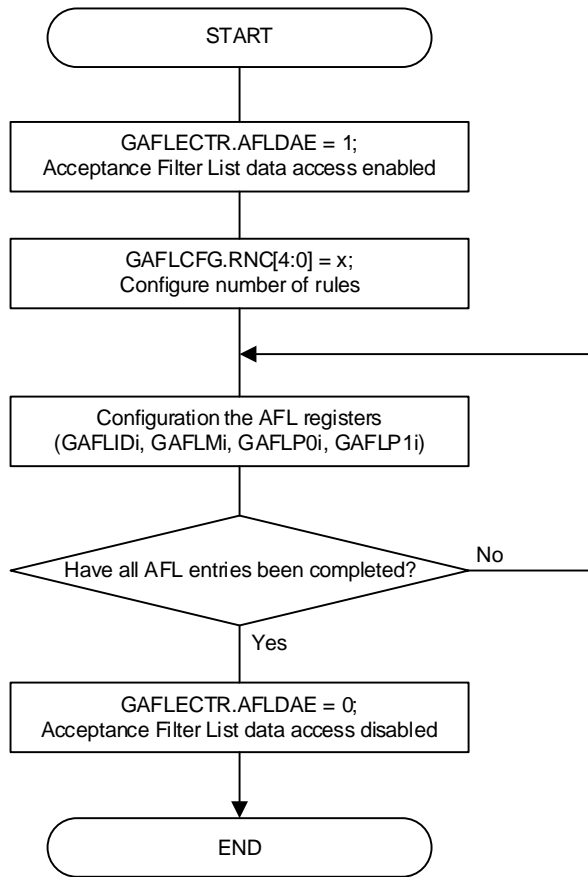 START
GAFLECTR.AFLDAE = 1;
Acceptance Filter List data access enabled
GAFLCFG.RNC[4:0] = x;
Configure number of rules
Configuration the AFL registers
(GAFLIDi, GAFLMi, GAFLP0i, GAFLP1i)
Have all AFL entries been completed?
No
Yes
GAFLECTR.AFLDAE = 0;
Acceptance Filter List data access disabled
END